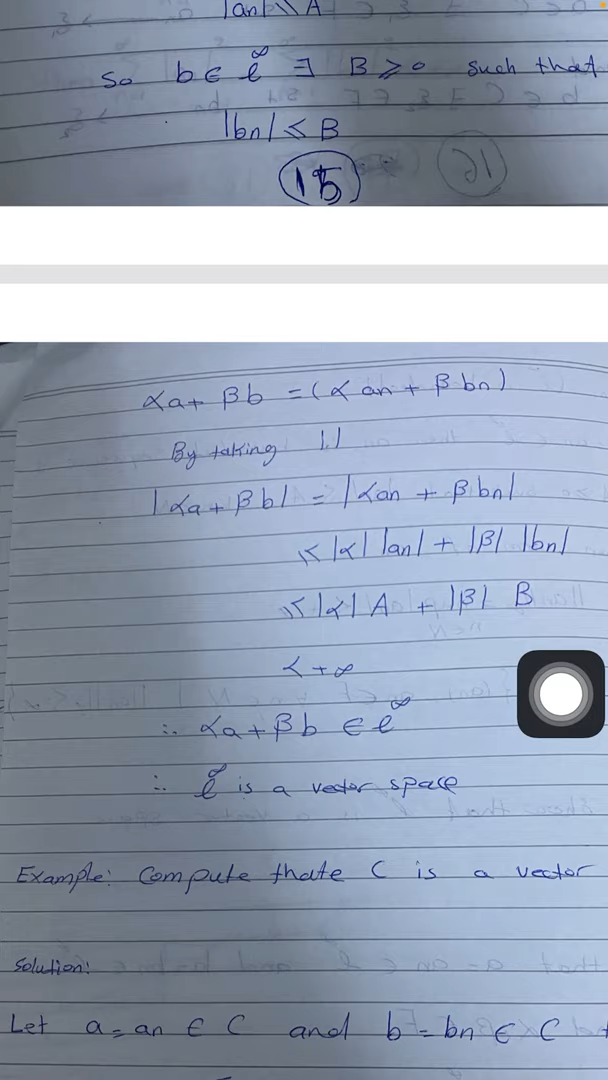 |an| ≤ A
So b ∈ ℓ^∞ ∃ B ≥ 0 such that
|bn| ≤ B
15
αa + βb = (α an + β bn)
By taking |.|
|αa + βb| = |αan + βbn|
≤ |α| |an| + |β| |bn|
≤ |α| A + |β| B
< +∞
∴ αa + βb ∈ ℓ^∞
∴ ℓ^∞ is a vector space
Example: Compute thate C is a vector
Solution:
Let a = an ∈ C and b = bn ∈ C